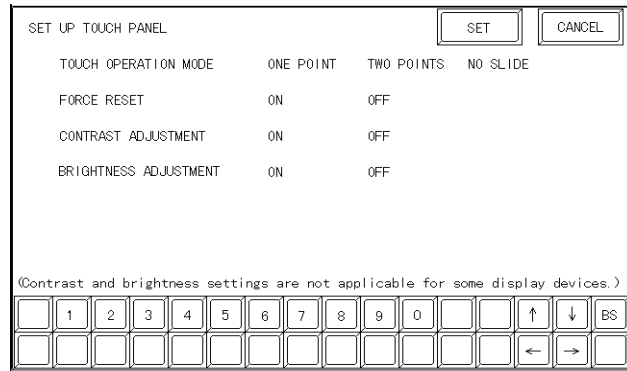 SET UP TOUCH PANEL SET CANCEL
TOUCH OPERATION MODE ONE POINT TWO POINTS NO SLIDE
FORCE RESET ON OFF
CONTRAST ADJUSTMENT ON OFF
BRIGHTNESS ADJUSTMENT ON OFF
(Contrast and brightness settings are not applicable for some display devices.)
1 2 3 4 5 6 7 8 9 0 ↑ ↓ BS
← →